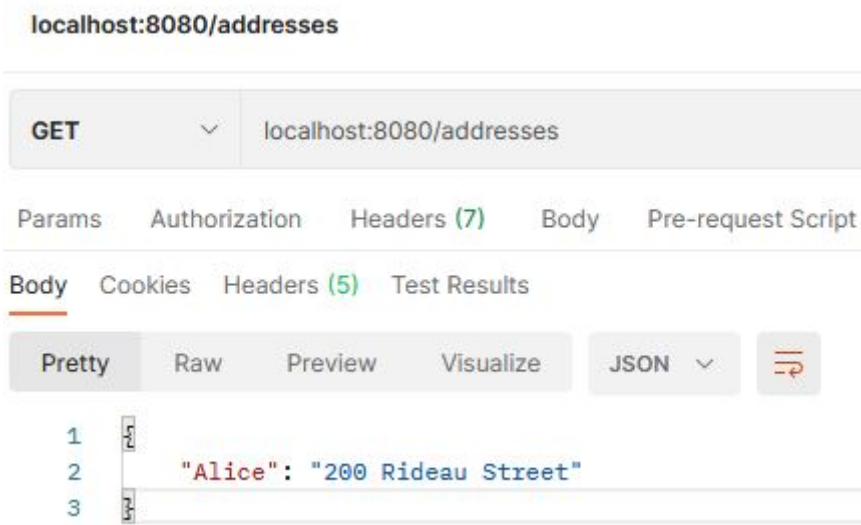 localhost:8080/addresses
GET localhost:8080/addresses
Params Authorization Headers (7) Body Pre-request Script
Body Cookies Headers (5) Test Results
Pretty Raw Preview Visualize JSON
1 {
2 "Alice": "200 Rideau Street"
3 }